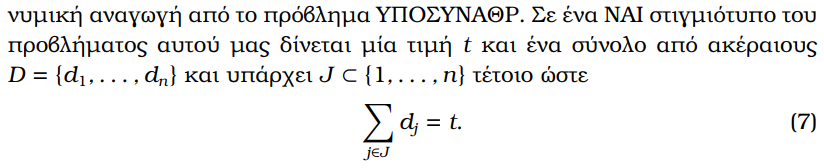 νυμική αναγωγή από το πρόβλημα ΥΠΟΣΥΝΑΘΡ. Σε ένα ΝΑΙ στιγμιότυπο του
προβλήματος αυτού μας δίνεται μία τιμή t και ένα σύνολο από ακέραιους
D = {d₁, . . . , dₙ} και υπάρχει J ⊂ {1, . . . , n} τέτοιο ώστε
∑_{j∈J} dⱼ = t. (7)